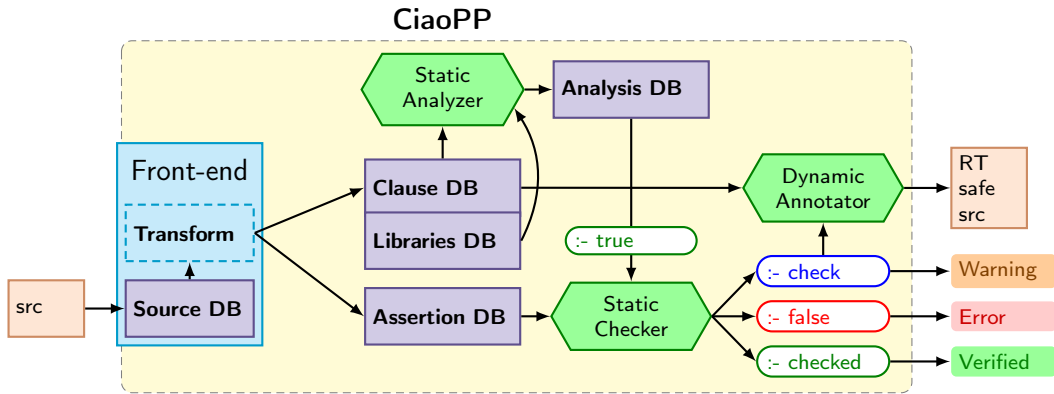 CiaoPP
Static
Analyzer
Analysis DB
Front-end
Transform
Source DB
src
Clause DB
Libraries DB
Assertion DB
:- true
Static
Checker
Dynamic
Annotator
:- check
:- false
:- checked
RT
safe
src
Warning
Error
Verified